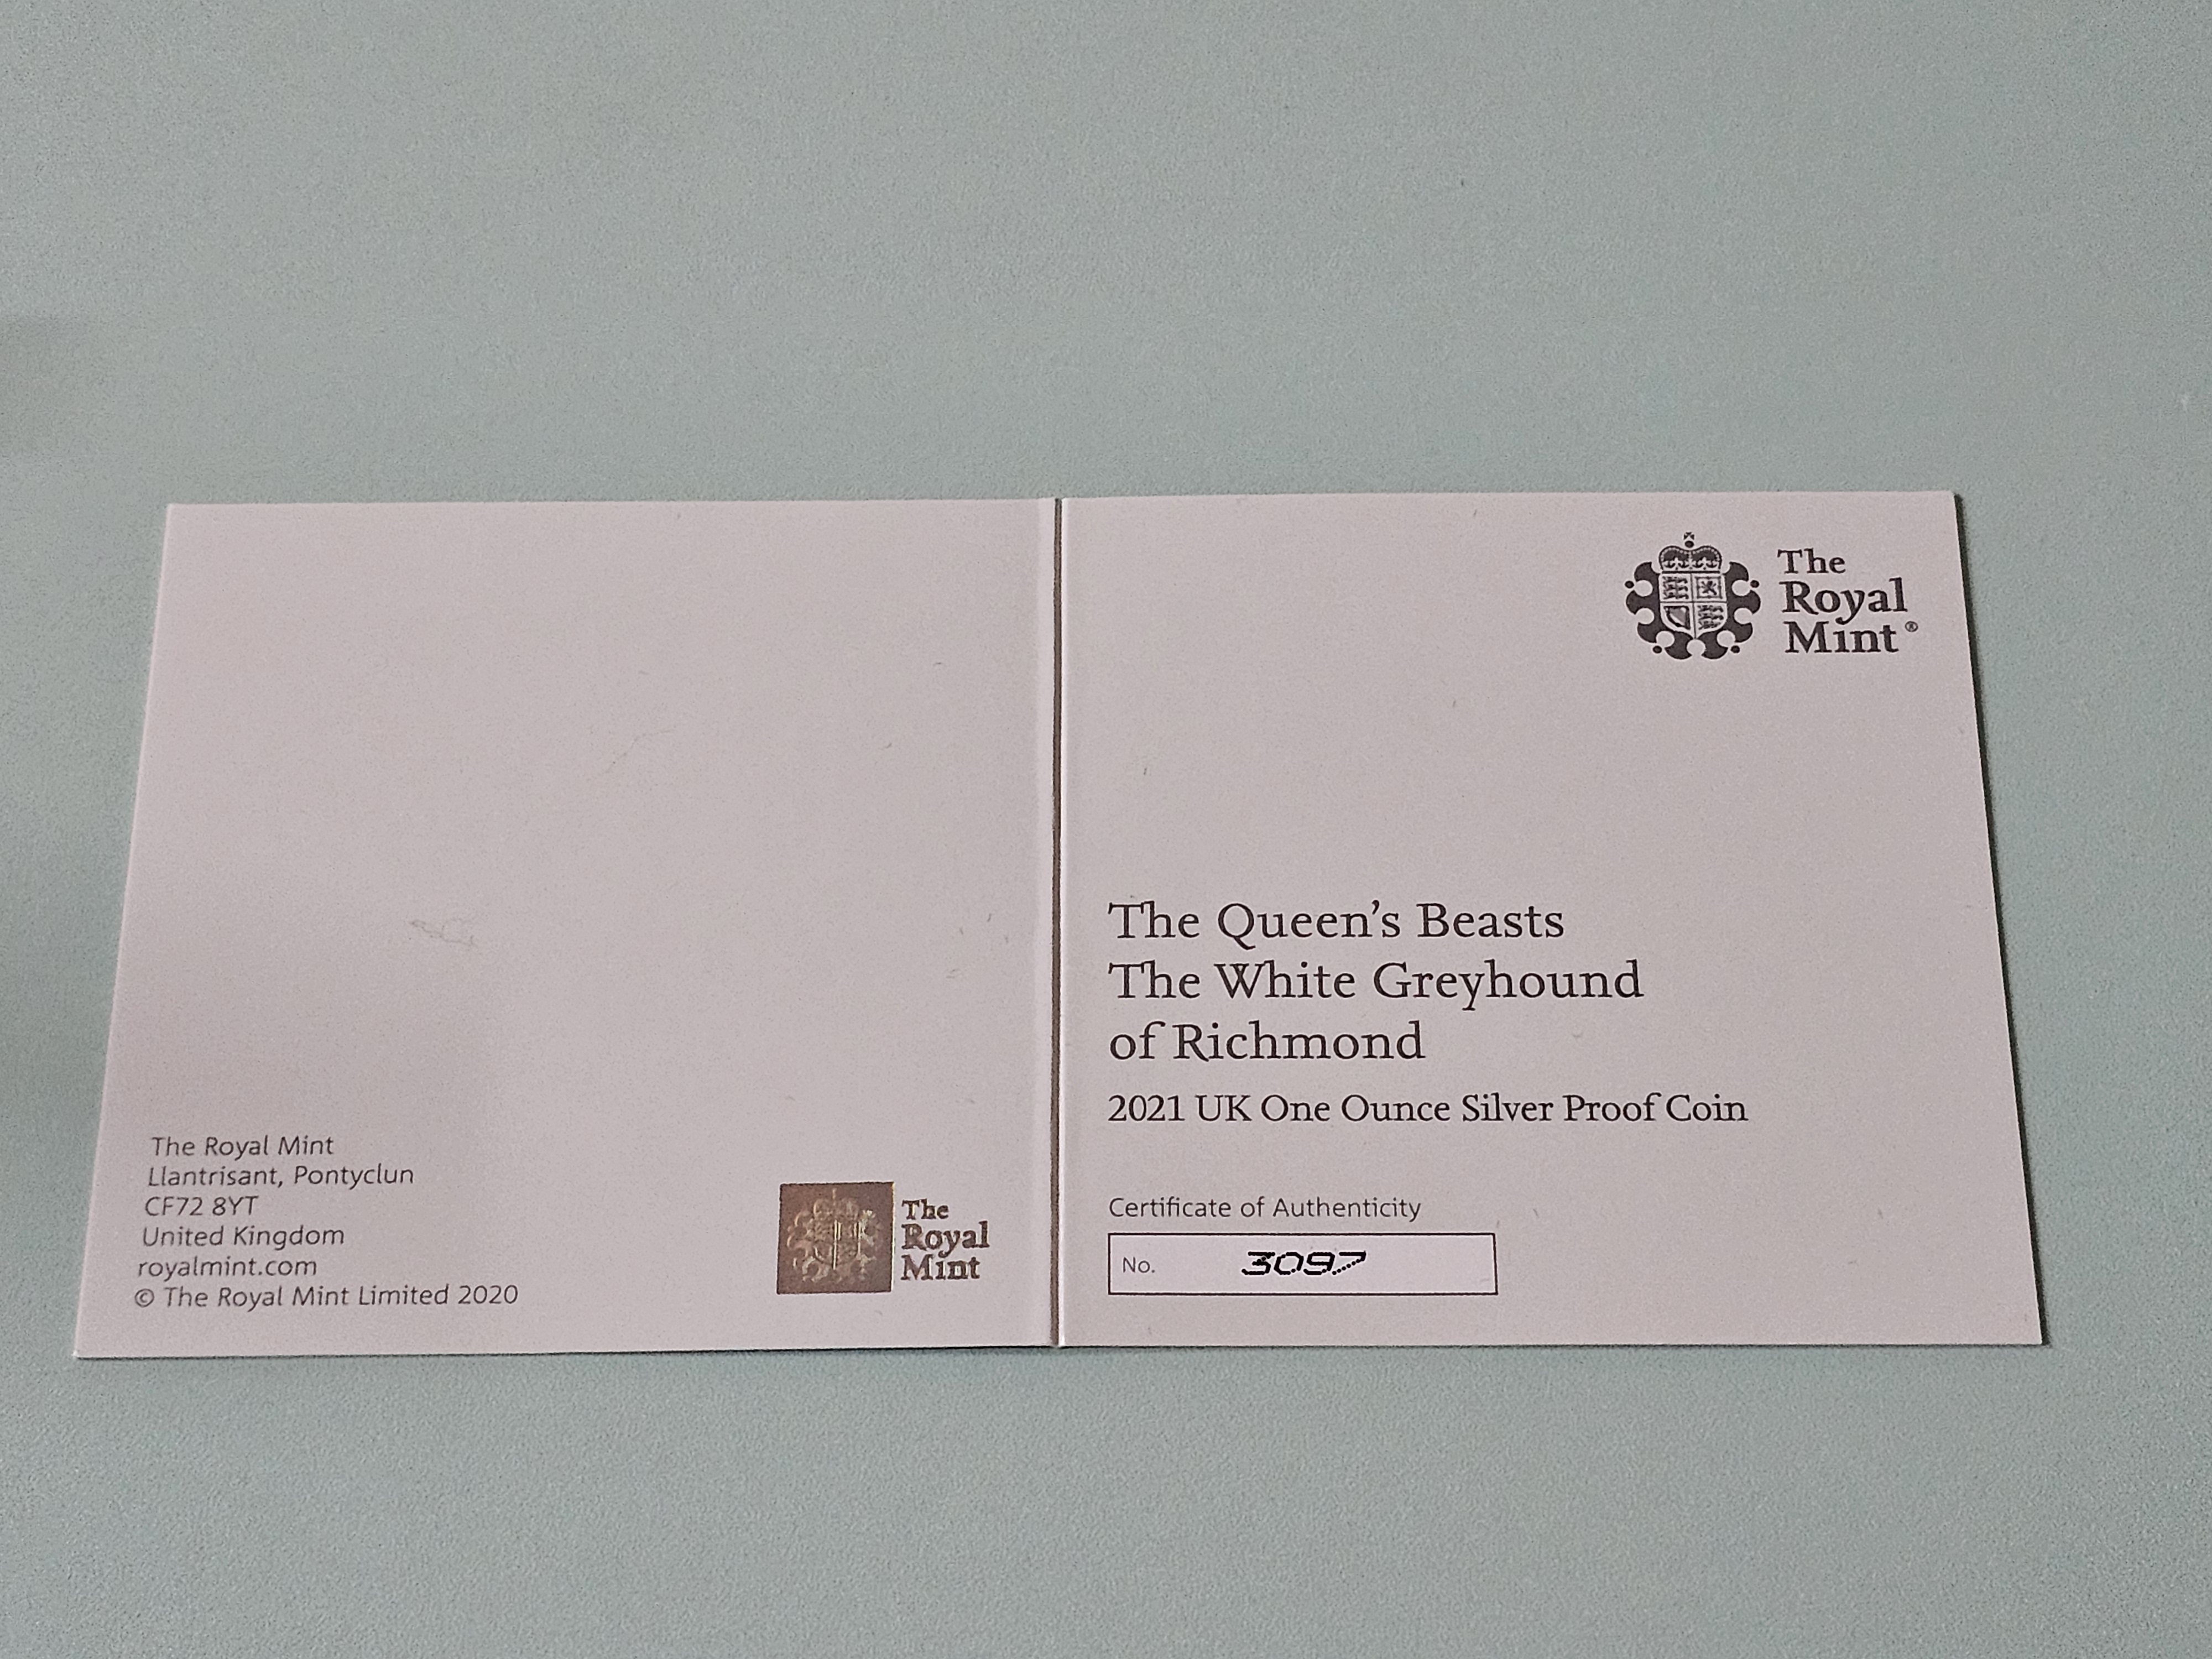 The Royal Mint
Llantrisant, Pontyclun
CF72 8YT
United Kingdom
royalmint.com
© The Royal Mint Limited 2020
The
Royal
Mint
The
Royal
Mint®
The Queen's Beasts
The White Greyhound
of Richmond
2021 UK One Ounce Silver Proof Coin
Certificate of Authenticity
No. 3097